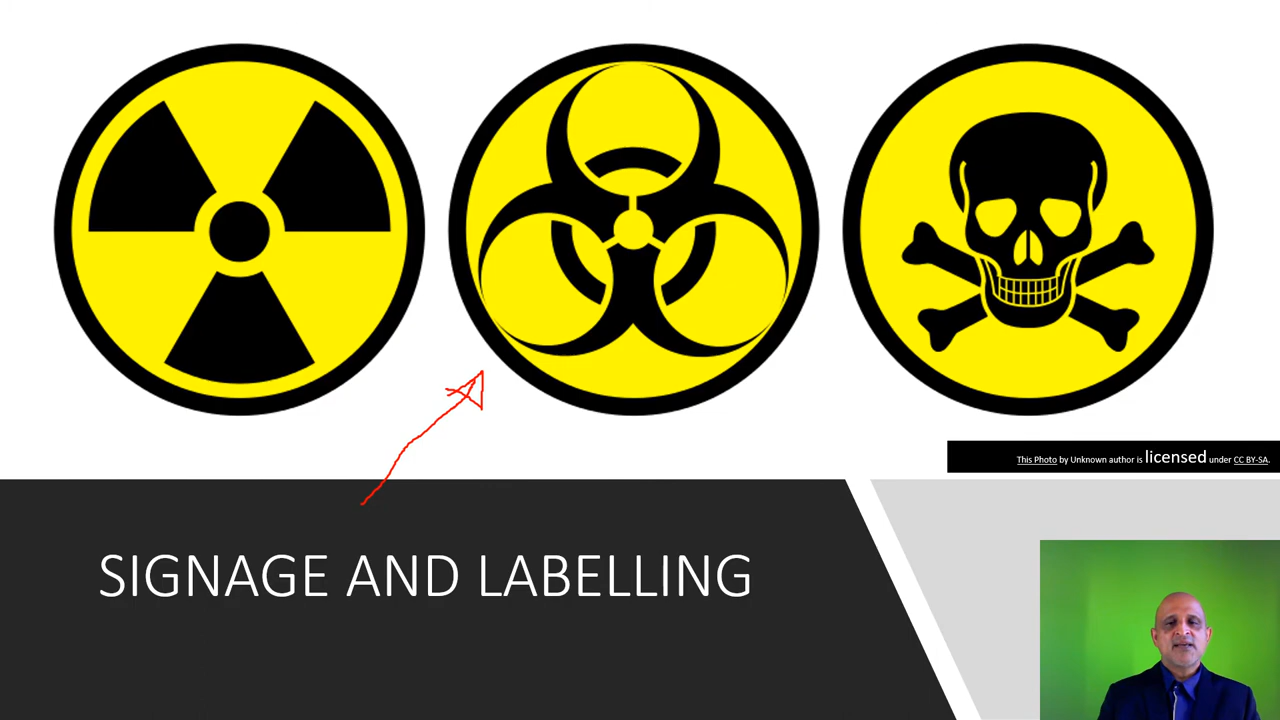 This Photo by Unknown author is licensed under CC BY-SA.
SIGNAGE AND LABELLING